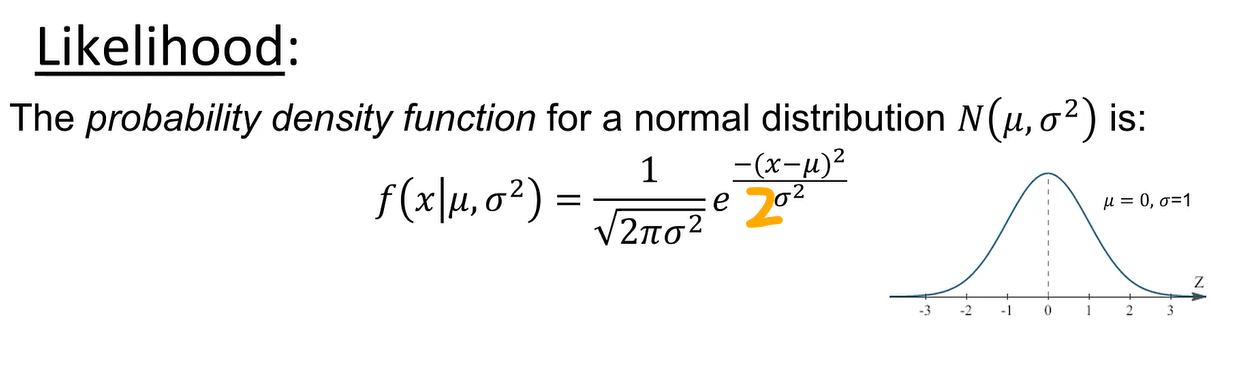 Likelihood:
The probability density function for a normal distribution N(μ, σ²) is:
f(x|μ, σ²) = 1/√(2πσ²) e^(−(x−μ)²/2σ²)
μ = 0, σ=1
Z
-3 -2 -1 0 1 2 3